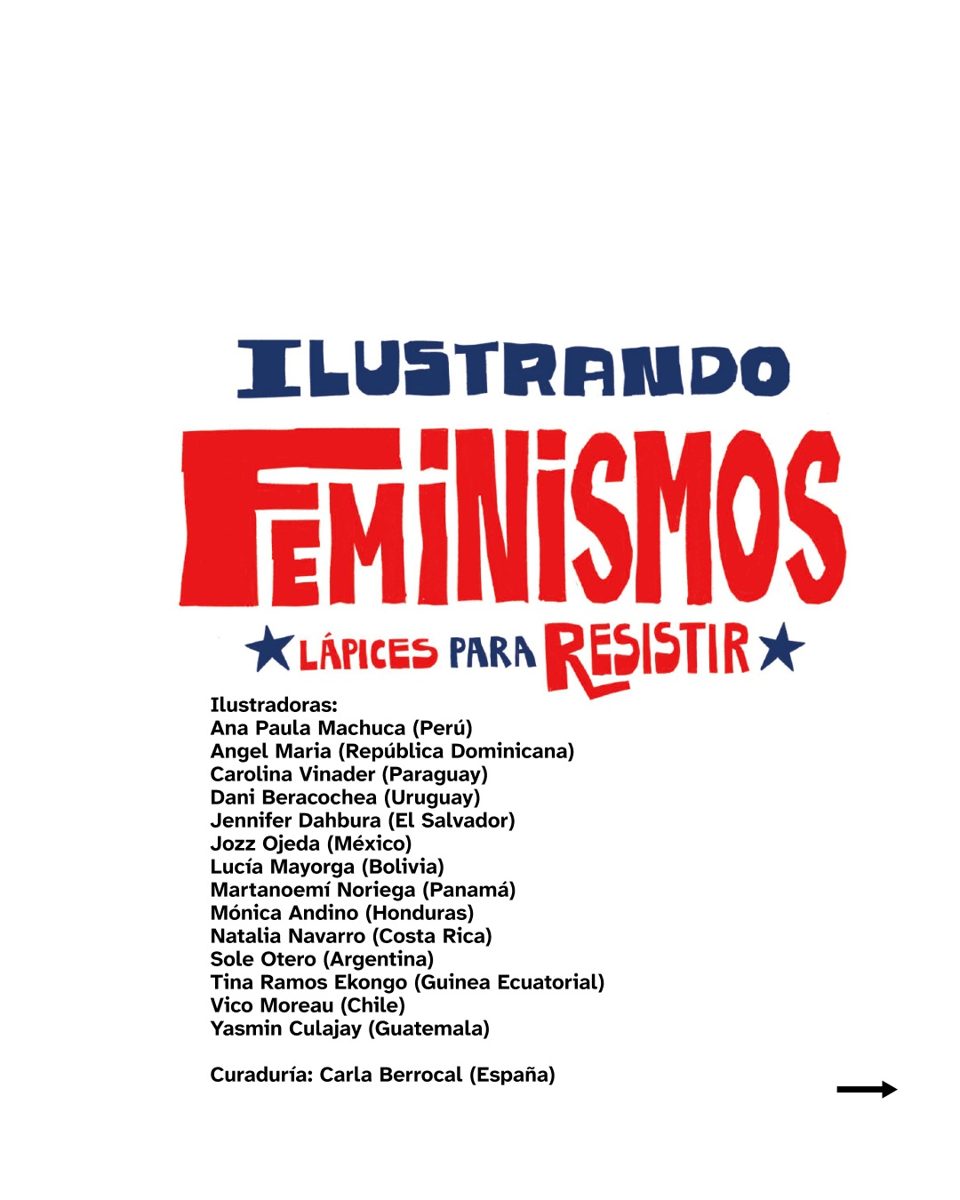 ILUSTRANDO
FEMINISMOS
LÁPICES PARA RESISTIR
Ilustradoras:
Ana Paula Machuca (Perú)
Angel Maria (República Dominicana)
Carolina Vinader (Paraguay)
Dani Beracochea (Uruguay)
Jennifer Dahbura (El Salvador)
Jozz Ojeda (México)
Lucía Mayorga (Bolivia)
Martanoemí Noriega (Panamá)
Mónica Andino (Honduras)
Natalia Navarro (Costa Rica)
Sole Otero (Argentina)
Tina Ramos Ekongo (Guinea Ecuatorial)
Vico Moreau (Chile)
Yasmin Culajay (Guatemala)
Curaduría: Carla Berrocal (España)